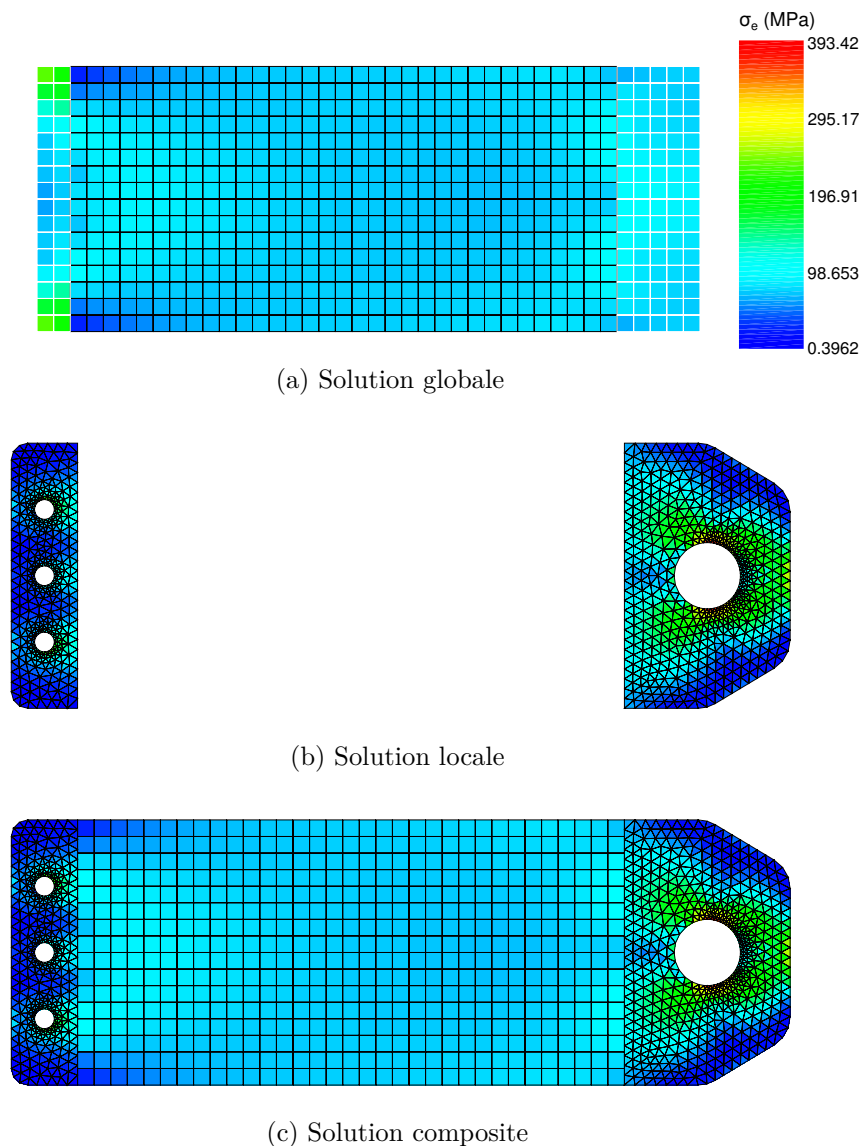 σe (MPa)
393.42
295.17
196.91
98.653
0.3962
(a) Solution globale
(b) Solution locale
(c) Solution composite